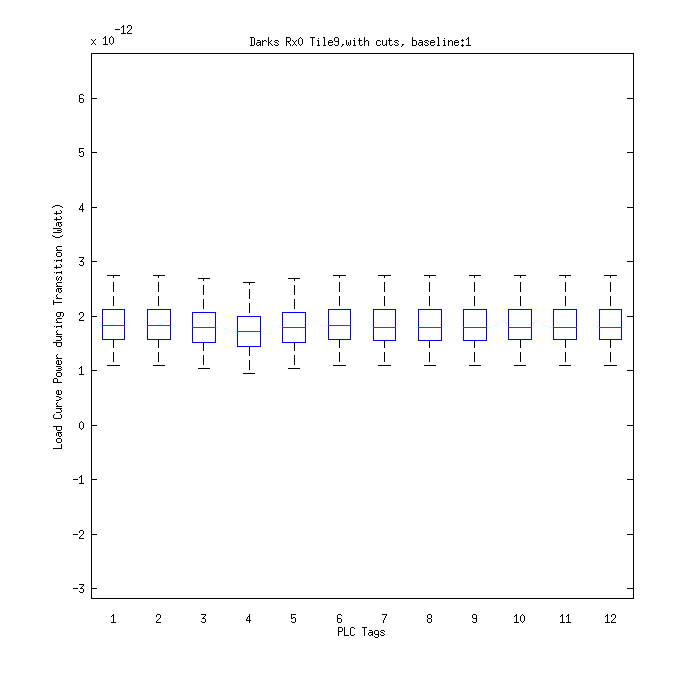 x 10-12
Darks Rx0 Tile9,with cuts, baseline:1
6
5
4
3
2
1
0
-1
-2
-3
Load Curve Power during Transition (Watt)
1 2 3 4 5 6 7 8 9 10 11 12
PLC Tags